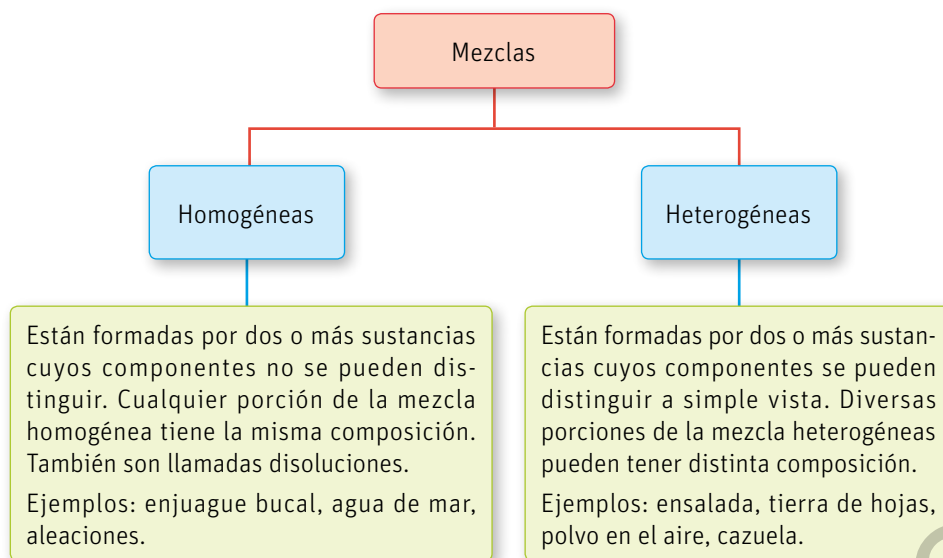 Mezclas
Homogéneas
Heterogéneas
Están formadas por dos o más sustancias
cuyos componentes no se pueden dis-
tinguir. Cualquier porción de la mezcla
homogénea tiene la misma composición.
También son llamadas disoluciones.
Ejemplos: enjuague bucal, agua de mar,
aleaciones.
Están formadas por dos o más sustan-
cias cuyos componentes se pueden
distinguir a simple vista. Diversas
porciones de la mezcla heterogéneas
pueden tener distinta composición.
Ejemplos: ensalada, tierra de hojas,
polvo en el aire, cazuela.